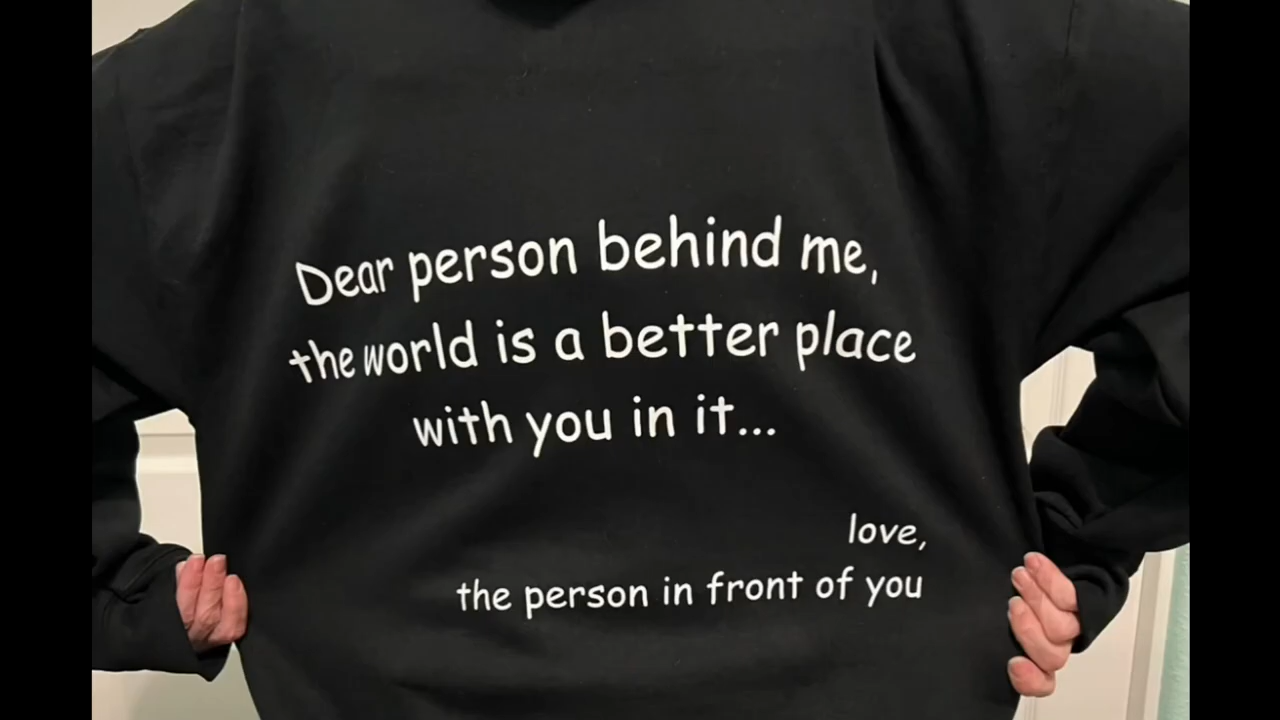 Dear person behind me,
the world is a better place
with you in it...
love,
the person in front of you